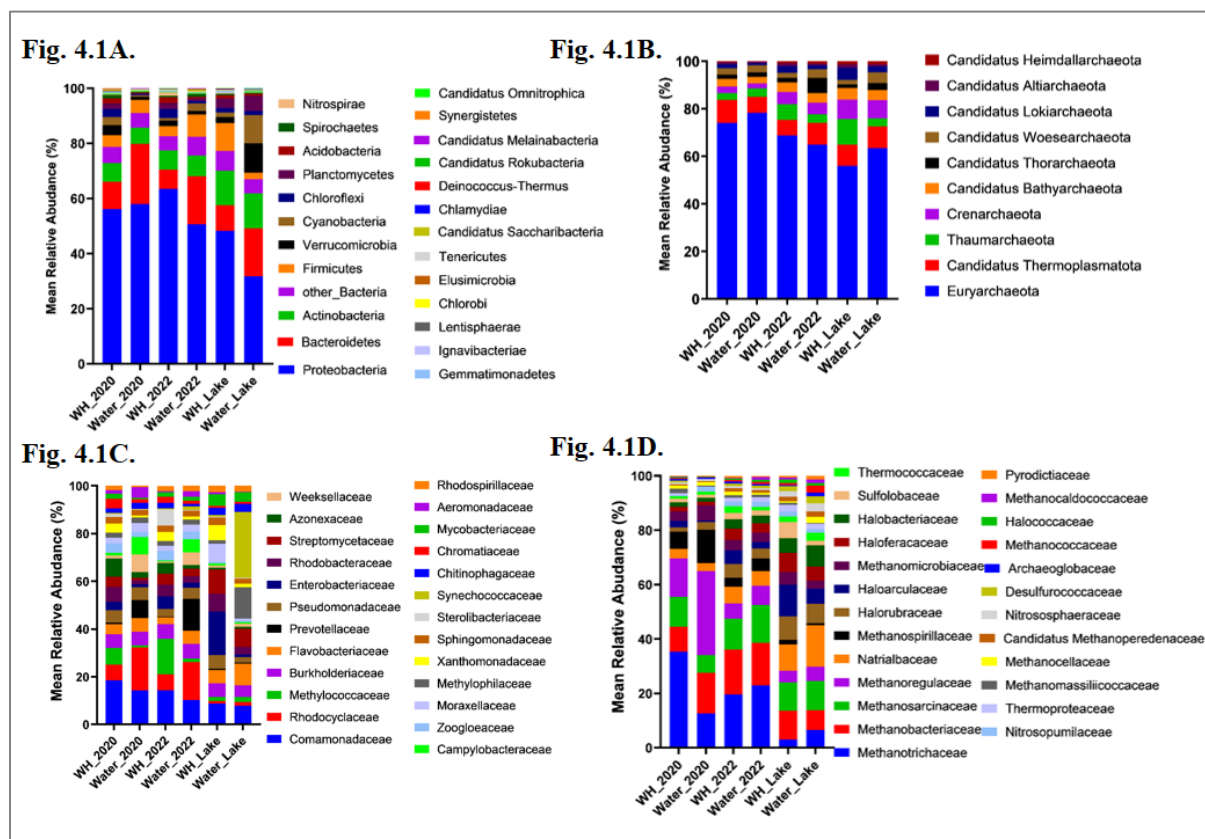 Fig. 4.1A.
Mean Relative Abudance (%)
100
80
60
40
20
0
WH_2020
Water_2020
WH_2022
Water_2022
WH_Lake
Water_Lake
Nitrospirae
Spirochaetes
Acidobacteria
Planctomycetes
Chloroflexi
Cyanobacteria
Verrucomicrobia
Firmicutes
other_Bacteria
Actinobacteria
Bacteroidetes
Proteobacteria
Candidatus Omnitrophica
Synergistetes
Candidatus Melainabacteria
Candidatus Rokubacteria
Deinococcus-Thermus
Chlamydiae
Candidatus Saccharibacteria
Tenericutes
Elusimicrobia
Chlorobi
Lentisphaerae
Ignavibacteriae
Gemmatimonadetes
Fig. 4.1B.
Mean Relative Abudance (%)
100
80
60
40
20
0
WH_2020
Water_2020
WH_2022
Water_2022
WH_Lake
Water_Lake
Candidatus Heimdallarchaeota
Candidatus Altiarchaeota
Candidatus Lokiarchaeota
Candidatus Woesearchaeota
Candidatus Thorarchaeota
Candidatus Bathyarchaeota
Crenarchaeota
Thaumarchaeota
Candidatus Thermoplasmatota
Euryarchaeota
Fig. 4.1C.
Mean Relative Abudance (%)
100
80
60
40
20
0
WH_2020
Water_2020
WH_2022
Water_2022
WH_Lake
Water_Lake
Weeksellaceae
Azonexaceae
Streptomycetaceae
Rhodobacteraceae
Enterobacteriaceae
Pseudomonadaceae
Prevotellaceae
Flavobacteriaceae
Burkholderiaceae
Methylococcaceae
Rhodocyclaceae
Comamonadaceae
Rhodospirillaceae
Aeromonadaceae
Mycobacteriaceae
Chromatiaceae
Chitinophagaceae
Synechococcaceae
Sterolibacteriaceae
Sphingomonadaceae
Xanthomonadaceae
Methylophilaceae
Moraxellaceae
Zoogloeaceae
Campylobacteraceae
Fig. 4.1D.
Mean Relative Abudance (%)
100
80
60
40
20
0
WH_2020
Water_2020
WH_2022
Water_2022
WH_Lake
Water_Lake
Thermococcaceae
Sulfolobaceae
Halobacteriaceae
Haloferacaceae
Methanomicrobiaceae
Haloarculaceae
Halorubraceae
Methanospirillaceae
Natrialbaceae
Methanoregulaceae
Methanosarcinaceae
Methanobacteriaceae
Methanotrichaceae
Pyrodictiaceae
Methanocaldococcaceae
Halococcaceae
Methanococcaceae
Archaeoglobaceae
Desulfurococcaceae
Nitrososphaeraceae
Candidatus Methanoperedenaceae
Methanocellaceae
Methanomassiliicoccaceae
Thermoproteaceae
Nitrosopumilaceae